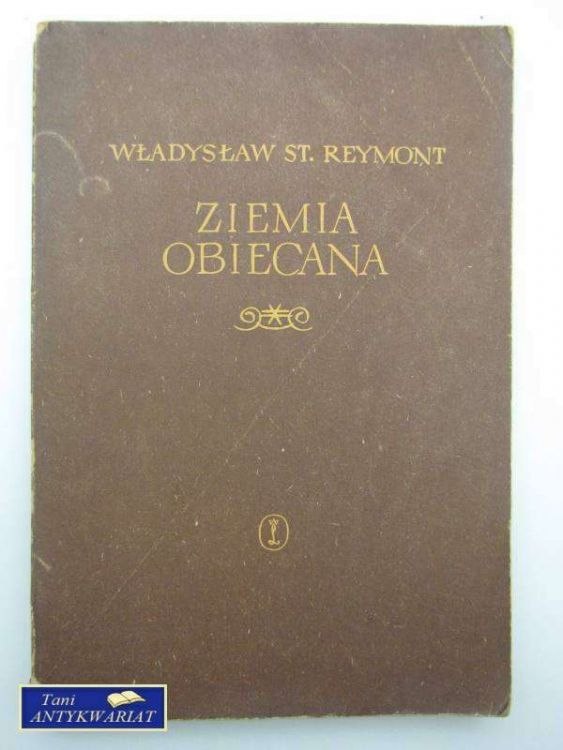 WŁADYSŁAW ST. REYMONT
ZIEMIA
OBIECANA
Tani
ANTYKWARIAT